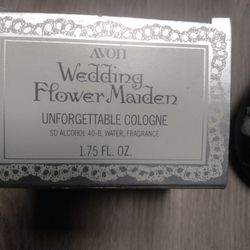 AVON
Wedding
Flower Maiden
UNFORGETTABLE COLOGNE
SD ALCOHOL 40-B, WATER, FRAGRANCE
1.75 FL. OZ.